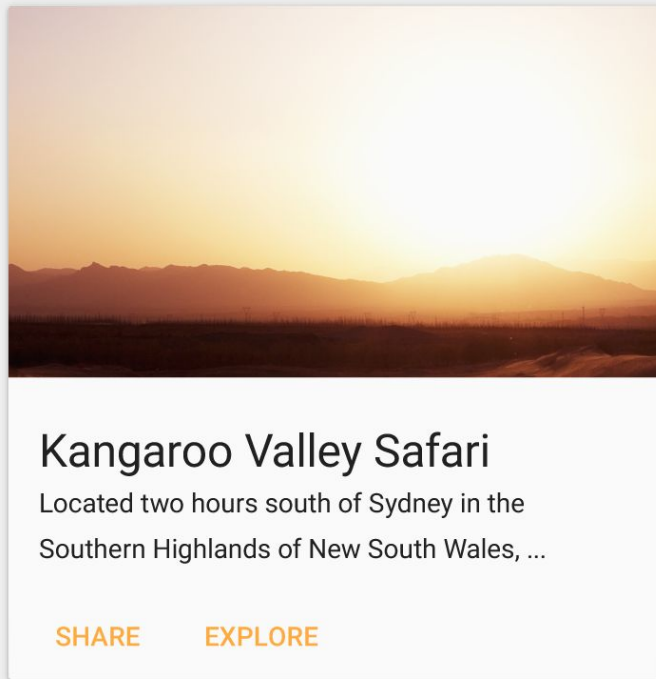 Kangaroo Valley Safari
Located two hours south of Sydney in the
Southern Highlands of New South Wales, ...
SHARE EXPLORE